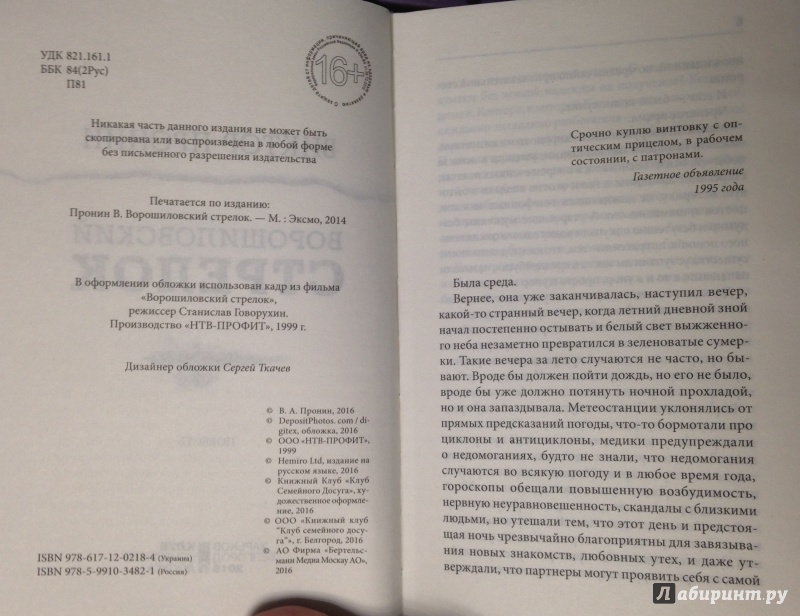 УДК 821.161.1
ББК 84(2Рус)
П81
16+
Никакая часть данного издания не может быть
скопирована или воспроизведена в любой форме
без письменного разрешения издательства
Печатается по изданию:
Пронин В. Ворошиловский стрелок. — М. : Эксмо, 2014
В оформлении обложки использован кадр из фильма
«Ворошиловский стрелок»,
режиссер Станислав Говорухин.
Производство «НТВ-ПРОФИТ», 1999 г.
Дизайнер обложки Сергей Ткачев
© В. А. Пронин, 2016
© DepositPhotos.com / di-
gitex, обложка, 2016
© ООО «НТВ-ПРОФИТ»,
1999
© Hemiro Ltd, издание на
русском языке, 2016
© Книжный Клуб «Клуб
Семейного Досуга», ху-
дожественное оформле-
ние, 2016
© ООО «Книжный клуб
"Клуб семейного досу-
га"», г. Белгород, 2016
© АО Фирма «Бертельс-
манн Медиа Москау АО»,
2016
ISBN 978-617-12-0218-4 (Украина)
ISBN 978-5-9910-3482-1 (Россия)
Срочно куплю винтовку с оп-
тическим прицелом, в рабочем
состоянии, с патронами.
Газетное объявление
1995 года
Была среда.
Вернее, она уже заканчивалась, наступил вечер,
какой-то странный вечер, когда летний дневной зной
начал постепенно остывать и белый свет выжженно-
го неба незаметно превратился в зеленоватые сумер-
ки. Такие вечера за лето случаются не часто, но бы-
вают. Вроде бы должен пойти дождь, но его не было,
вроде бы уже должно потянуть ночной прохладой,
но и она запаздывала. Метеостанции уклонялись от
прямых предсказаний погоды, что-то бормотали про
циклоны и антициклоны, медики предупреждали
о недомоганиях, будто не знали, что недомогания
случаются во всякую погоду и в любое время года,
гороскопы обещали повышенную возбудимость,
нервную неуравновешенность, скандалы с близкими
людьми, но утешали тем, что этот день и предстоя-
щая ночь чрезвычайно благоприятны для завязыва-
ния новых знакомств, любовных утех, и даже ут-
верждали, что партнеры могут проявить себя с самой
Лабиринт.ру